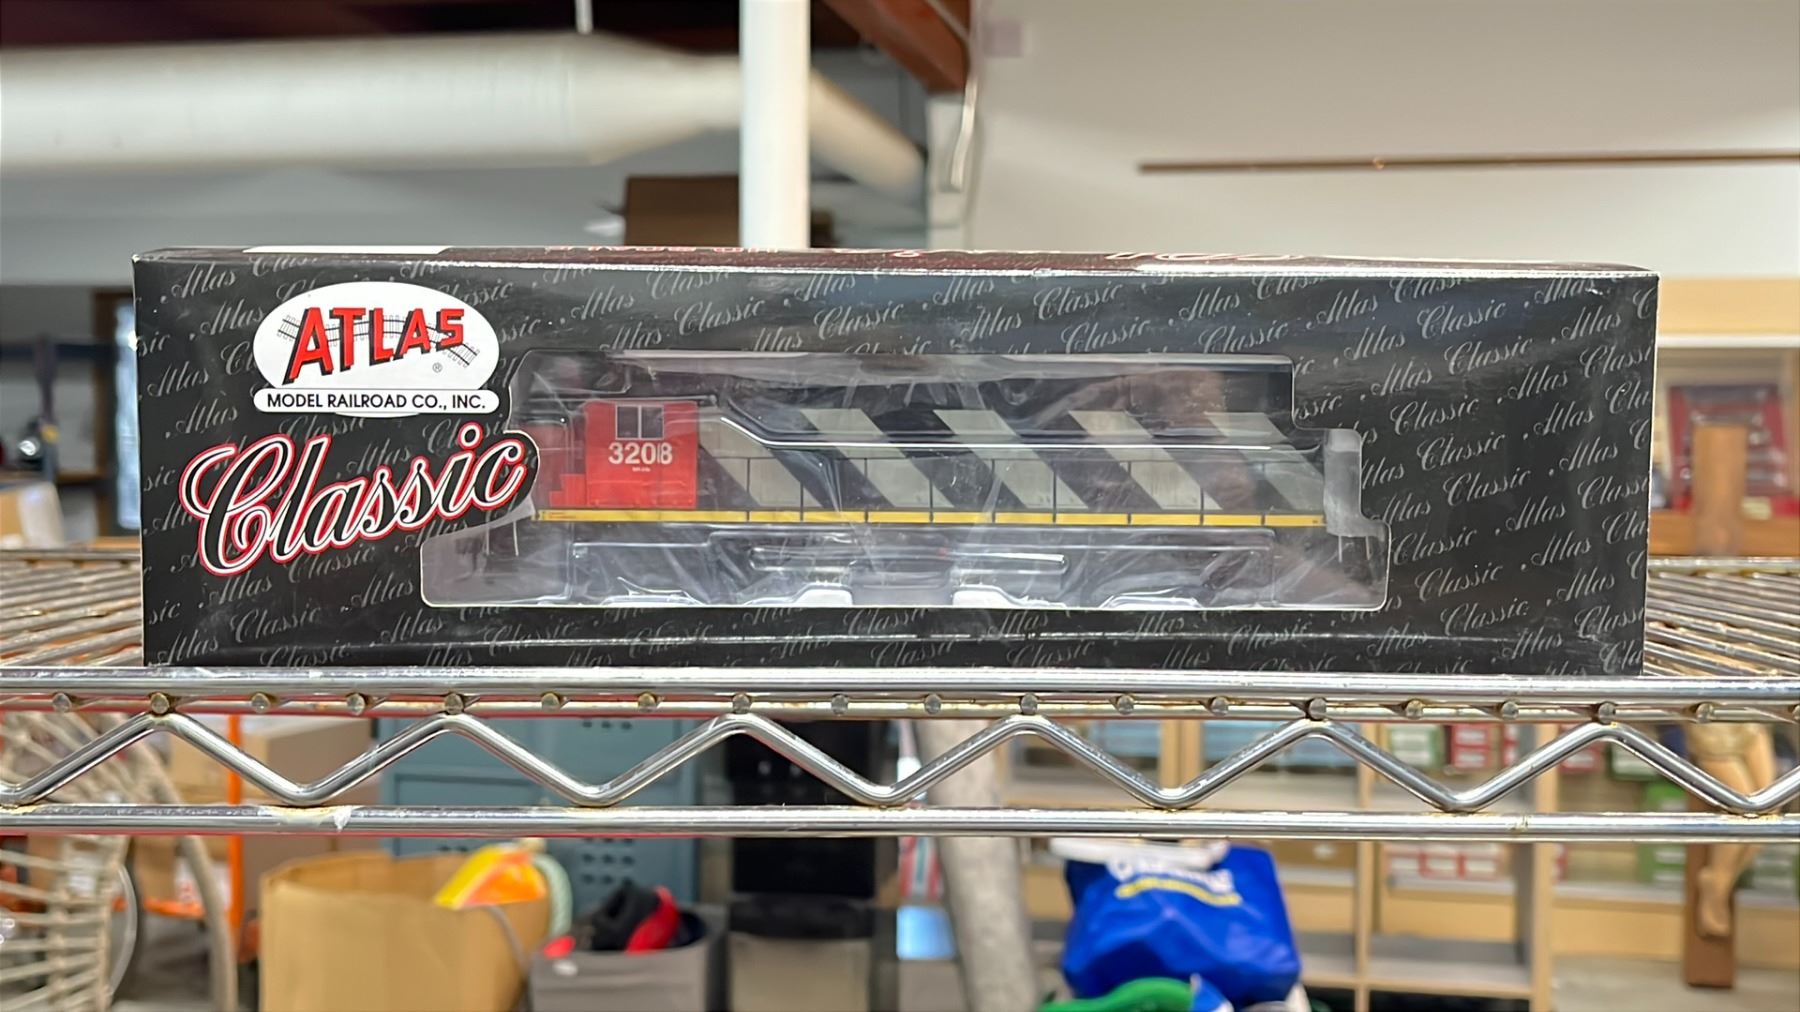 ATLAS
®
MODEL RAILROAD CO., INC.
Classic
3208